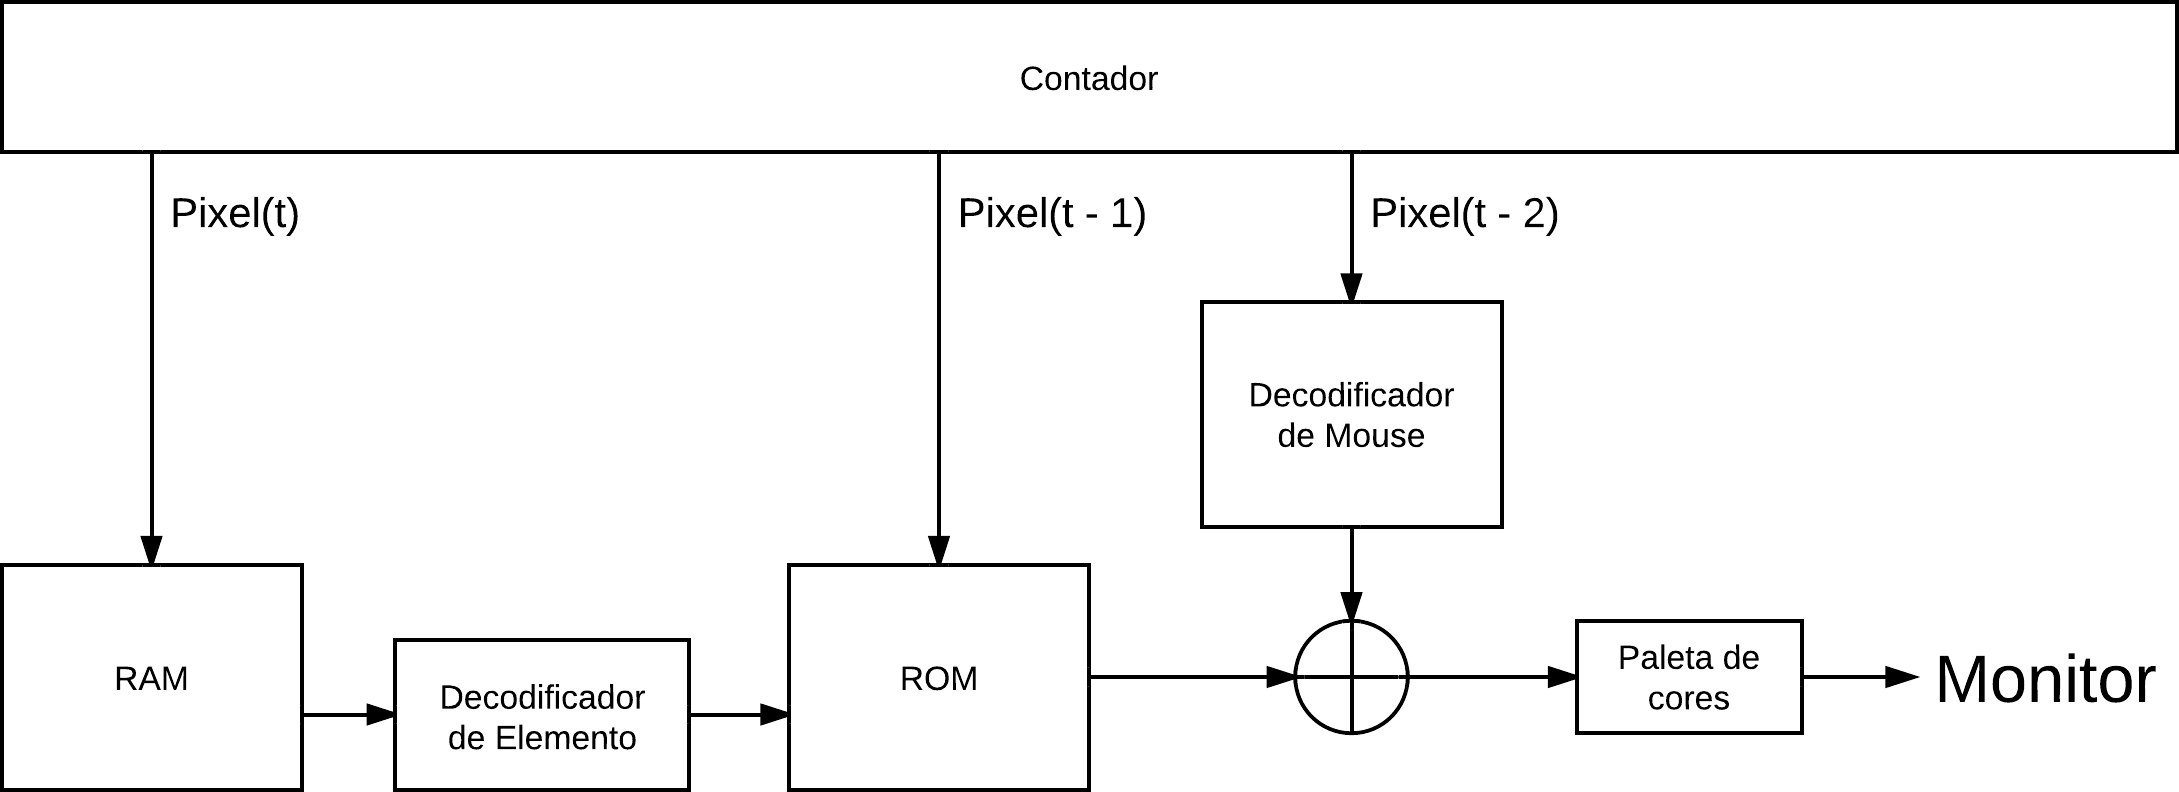 Contador
Pixel(t)
Pixel(t - 1)
Pixel(t - 2)
Decodificador
de Mouse
RAM
Decodificador
de Elemento
ROM
Paleta de
cores
Monitor